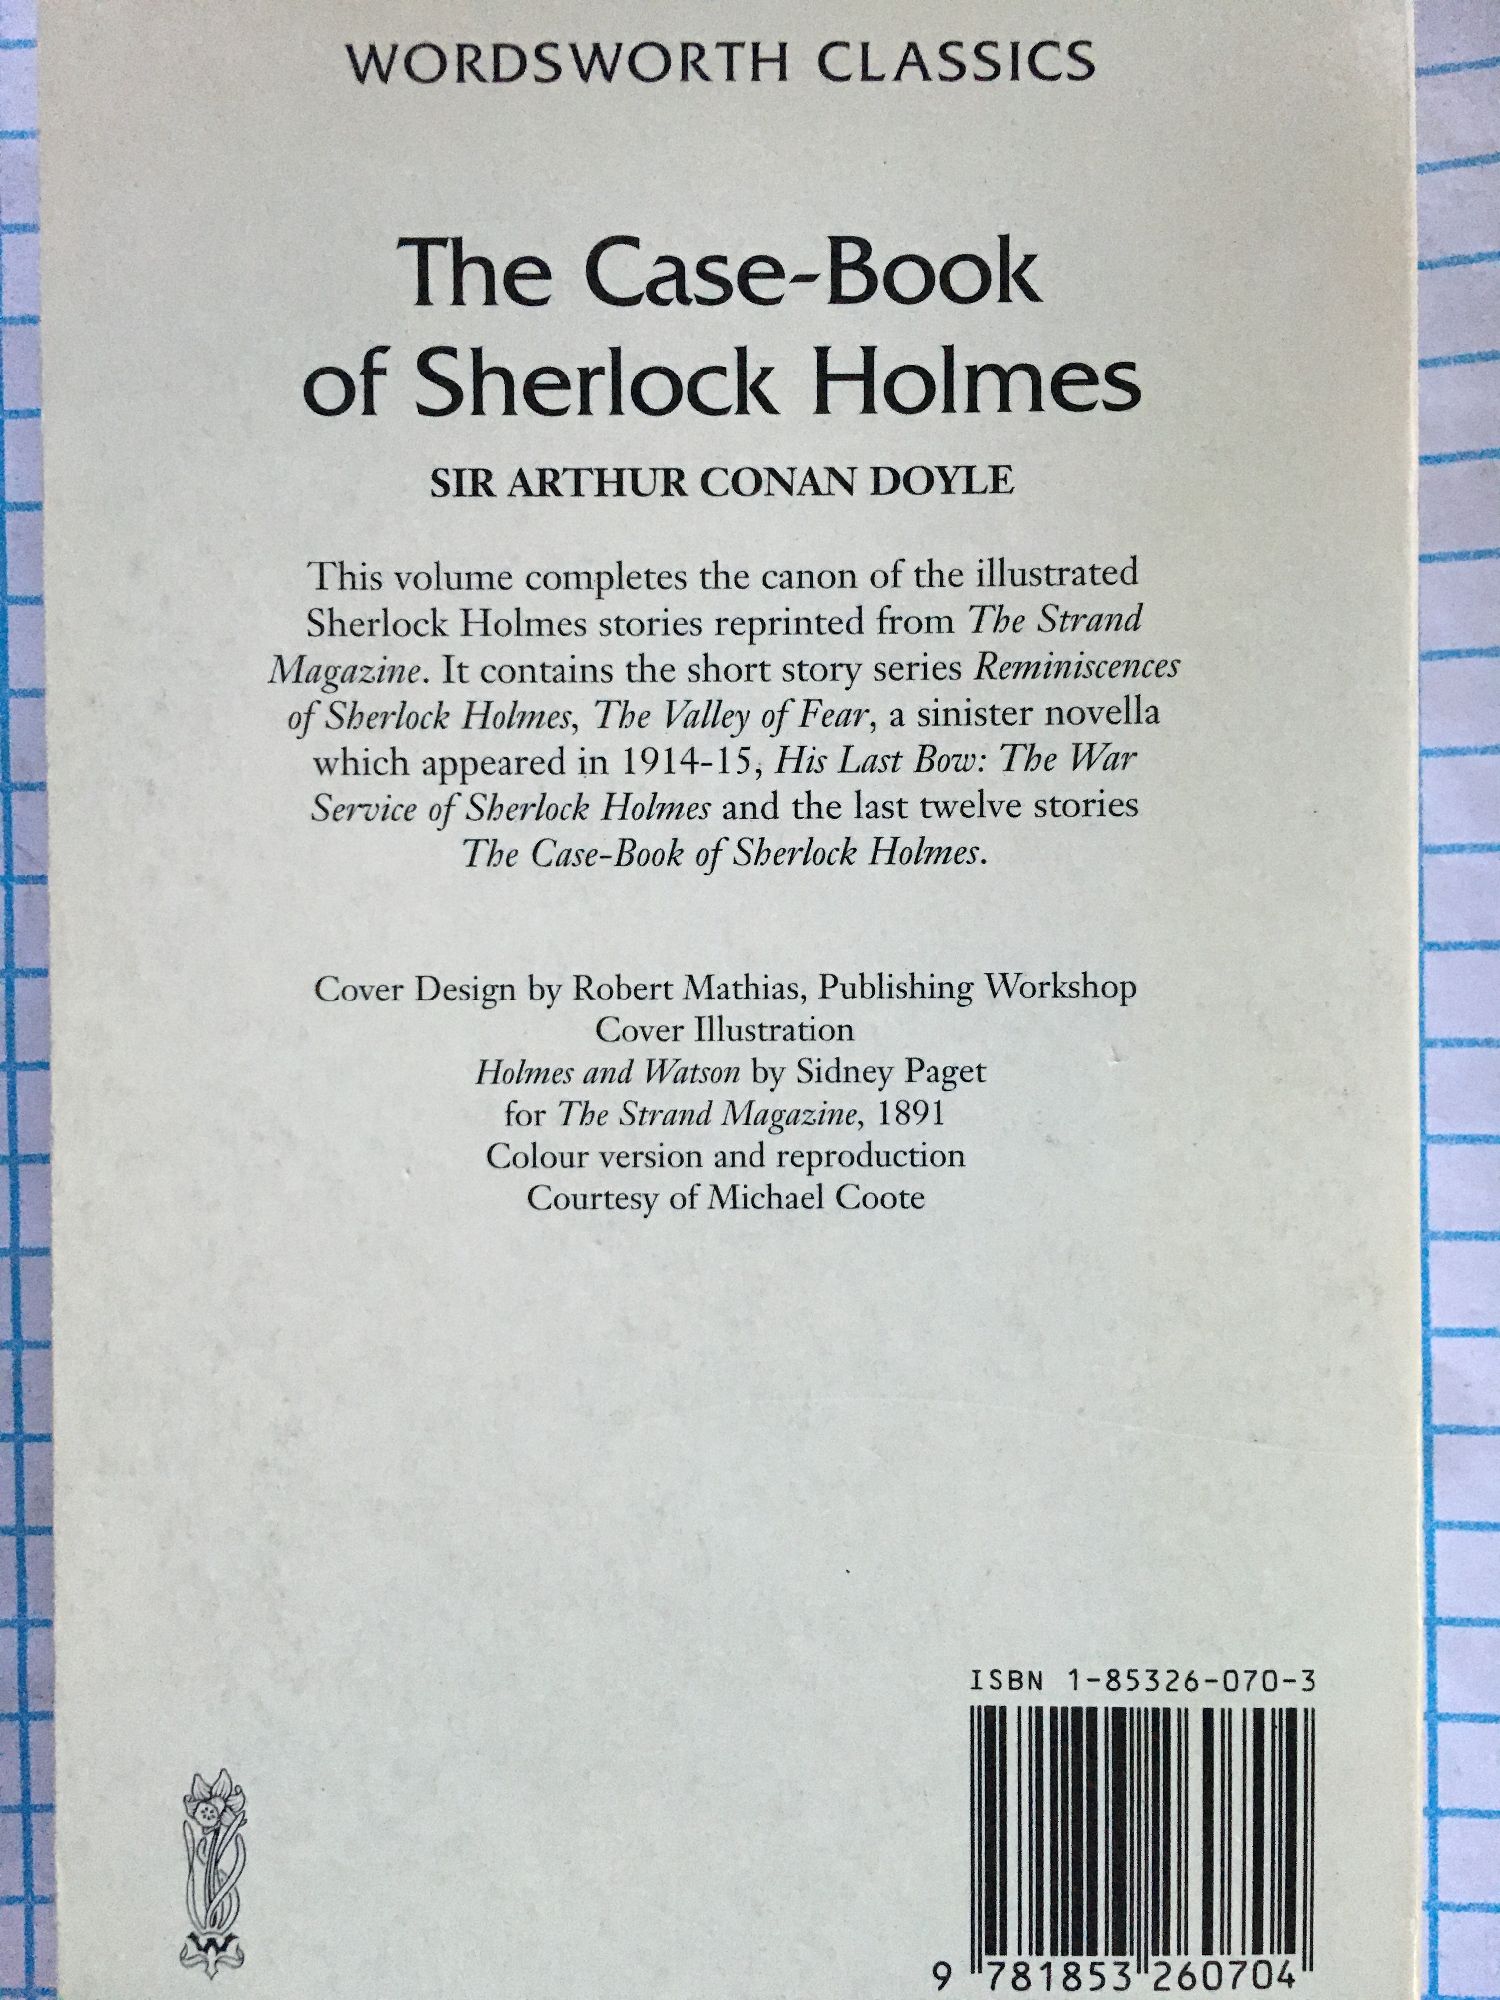 WORDSWORTH CLASSICS
The Case-Book
of Sherlock Holmes
SIR ARTHUR CONAN DOYLE
This volume completes the canon of the illustrated
Sherlock Holmes stories reprinted from The Strand
Magazine. It contains the short story series Reminiscences
of Sherlock Holmes, The Valley of Fear, a sinister novella
which appeared in 1914-15, His Last Bow: The War
Service of Sherlock Holmes and the last twelve stories
The Case-Book of Sherlock Holmes.
Cover Design by Robert Mathias, Publishing Workshop
Cover Illustration
Holmes and Watson by Sidney Paget
for The Strand Magazine, 1891
Colour version and reproduction
Courtesy of Michael Coote
ISBN 1-85326-070-3
9 781853 260704
W